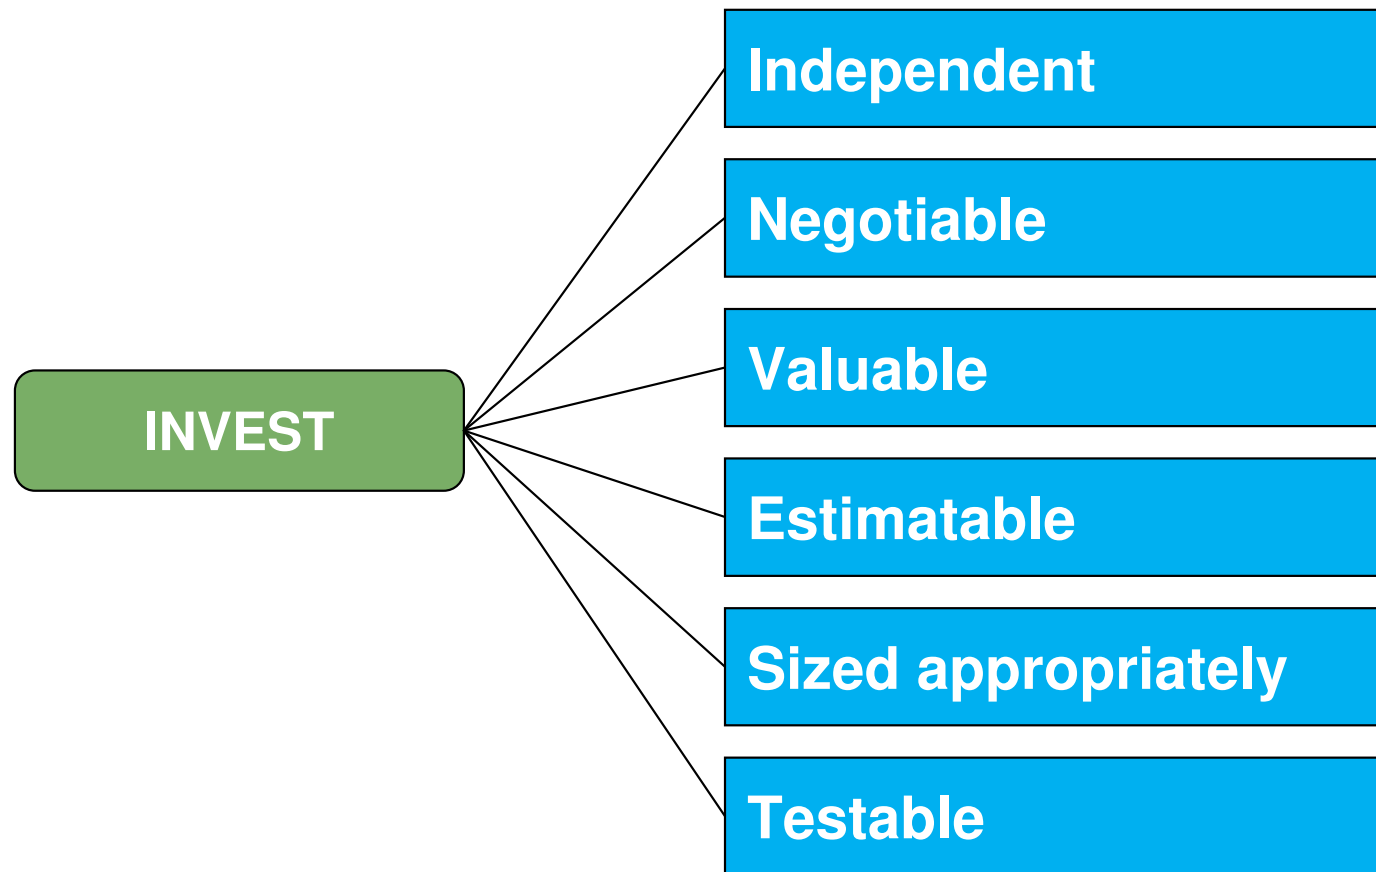 Independent
Negotiable
Valuable
INVEST
Estimatable
Sized appropriately
Testable